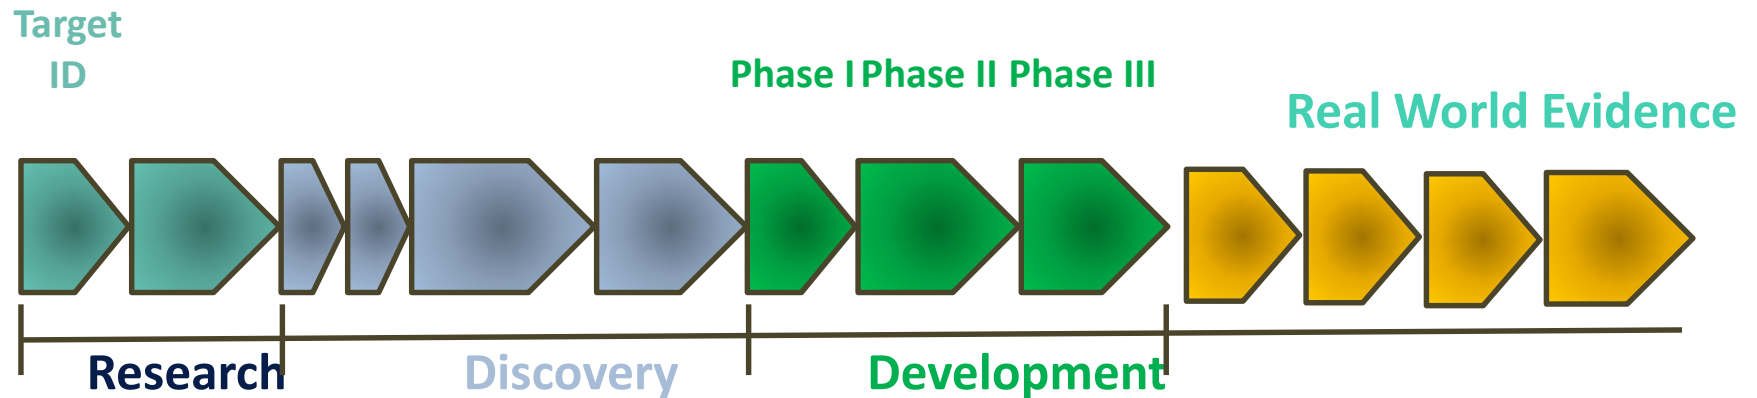 Target
ID
Phase I Phase II Phase III
Real World Evidence
Research
Discovery
Development